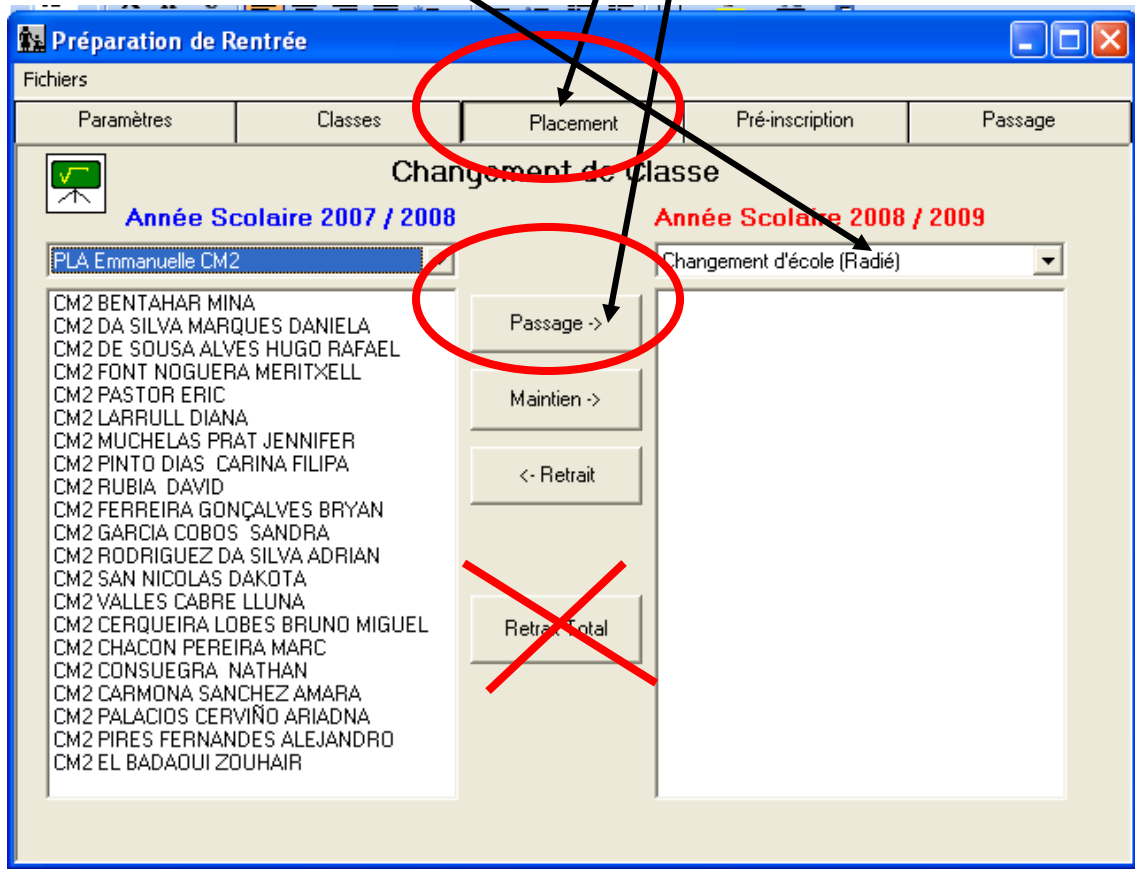 Préparation de Rentrée
Fichiers
Paramètres Classes Placement Pré-inscription Passage
Changement de Classe
Année Scolaire 2007 / 2008 Année Scolaire 2008 / 2009
PLA Emmanuelle CM2 Changement d'école (Radié)
CM2 BENTAHAR MINA
CM2 DA SILVA MARQUES DANIELA
CM2 DE SOUSA ALVES HUGO RAFAEL
CM2 FONT NOGUERA MERITXELL
CM2 PASTOR ERIC
CM2 LARRULL DIANA
CM2 MUCHELAS PRAT JENNIFER
CM2 PINTO DIAS CARINA FILIPA
CM2 RUBIA DAVID
CM2 FERREIRA GONÇALVES BRYAN
CM2 GARCIA COBOS SANDRA
CM2 RODRIGUEZ DA SILVA ADRIAN
CM2 SAN NICOLAS DAKOTA
CM2 VALLES CABRE LLUNA
CM2 CERQUEIRA LOBES BRUNO MIGUEL
CM2 CHACON PEREIRA MARC
CM2 CONSUEGRA NATHAN
CM2 CARMONA SANCHEZ AMARA
CM2 PALACIOS CERVIÑO ARIADNA
CM2 PIRES FERNANDES ALEJANDRO
CM2 EL BADAOUI ZOUHAIR
Passage ->
Maintien ->
<- Retrait
Retrait Total